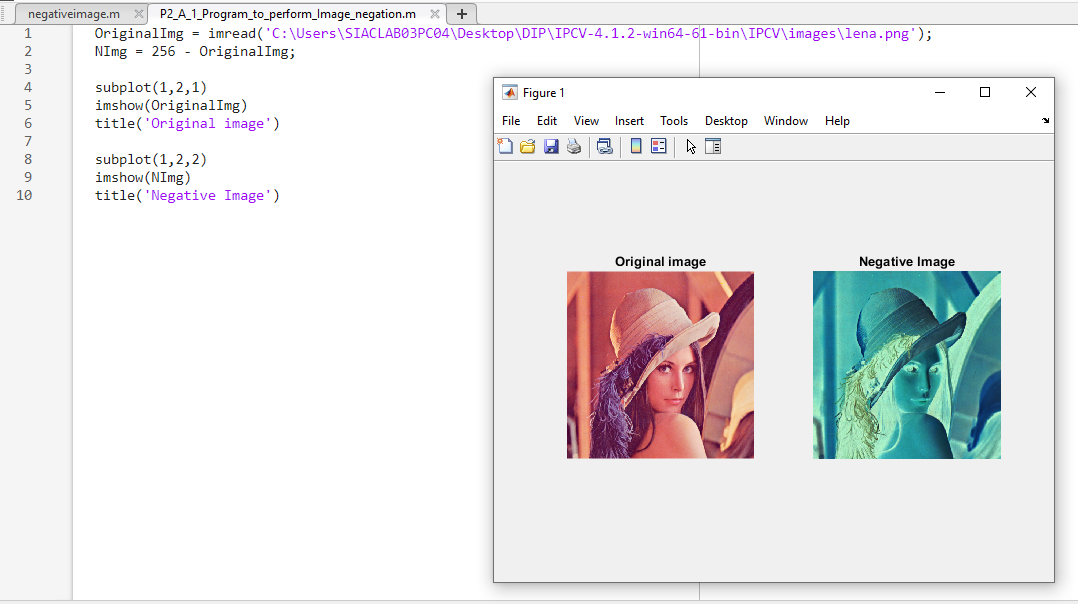 negativeimage.m P2_A_1_Program_to_perform_Image_negation.m
1 OriginalImg = imread('C:\Users\SIACLAB03PC04\Desktop\DIP\IPCV-4.1.2-win64-61-bin\IPCV\images\lena.png');
2 NImg = 256 - OriginalImg;
3
4 subplot(1,2,1)
5 imshow(OriginalImg)
6 title('Original image')
7
8 subplot(1,2,2)
9 imshow(NImg)
10 title('Negative Image')
Figure 1
File Edit View Insert Tools Desktop Window Help
Original image Negative Image